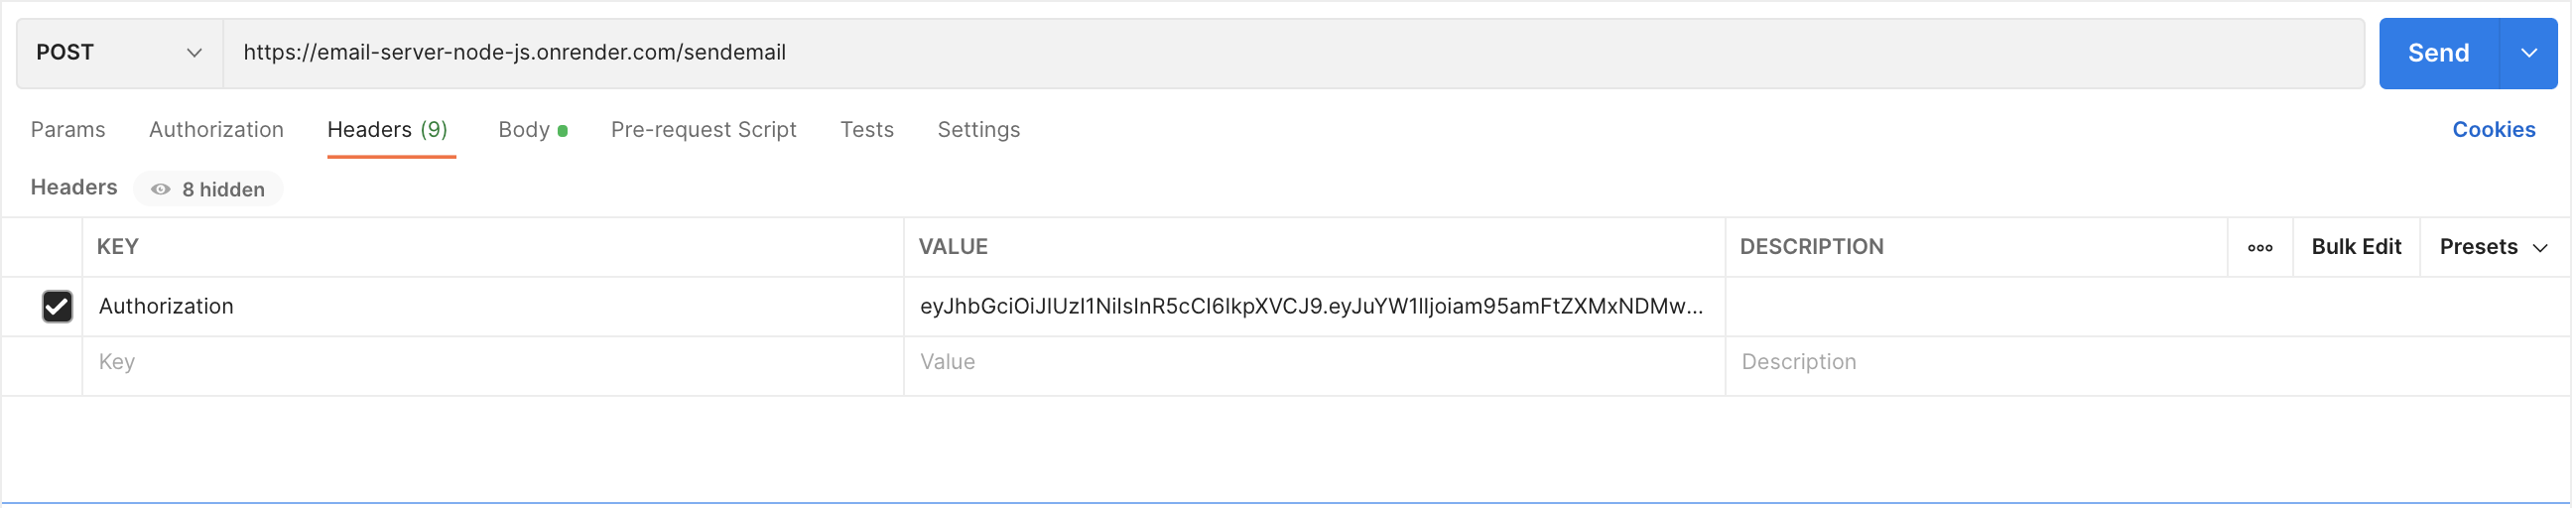 POST https://email-server-node-js.onrender.com/sendemail Send
Params Authorization Headers (9) Body Pre-request Script Tests Settings Cookies
Headers 8 hidden
KEY VALUE DESCRIPTION ooo Bulk Edit Presets
Authorization eyJhbGciOiJIUzI1NiIsInR5cCI6IkpXVCJ9.eyJuYW1lIjoiam95amFtZXMxNDMw...
Key Value Description